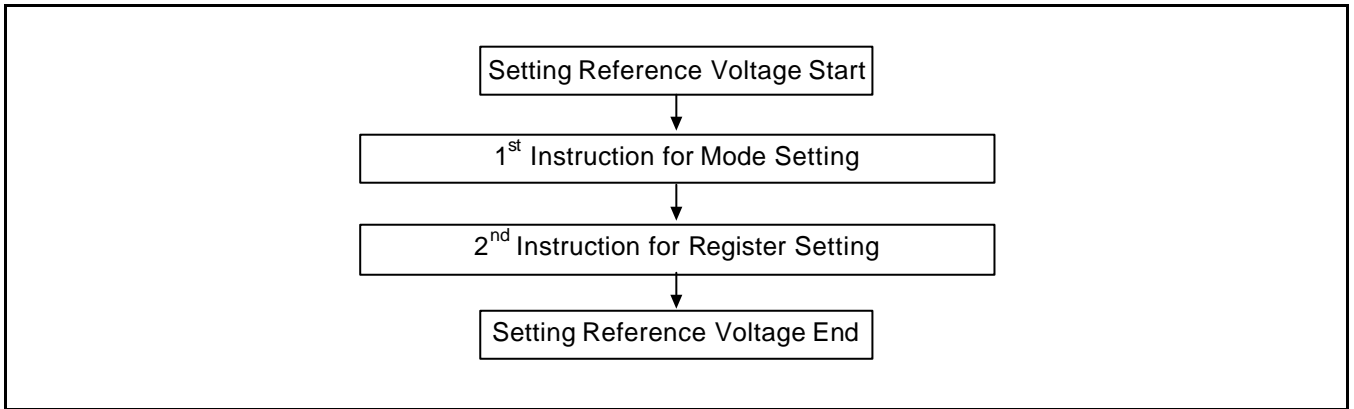 Setting Reference Voltage Start
1st Instruction for Mode Setting
2nd Instruction for Register Setting
Setting Reference Voltage End